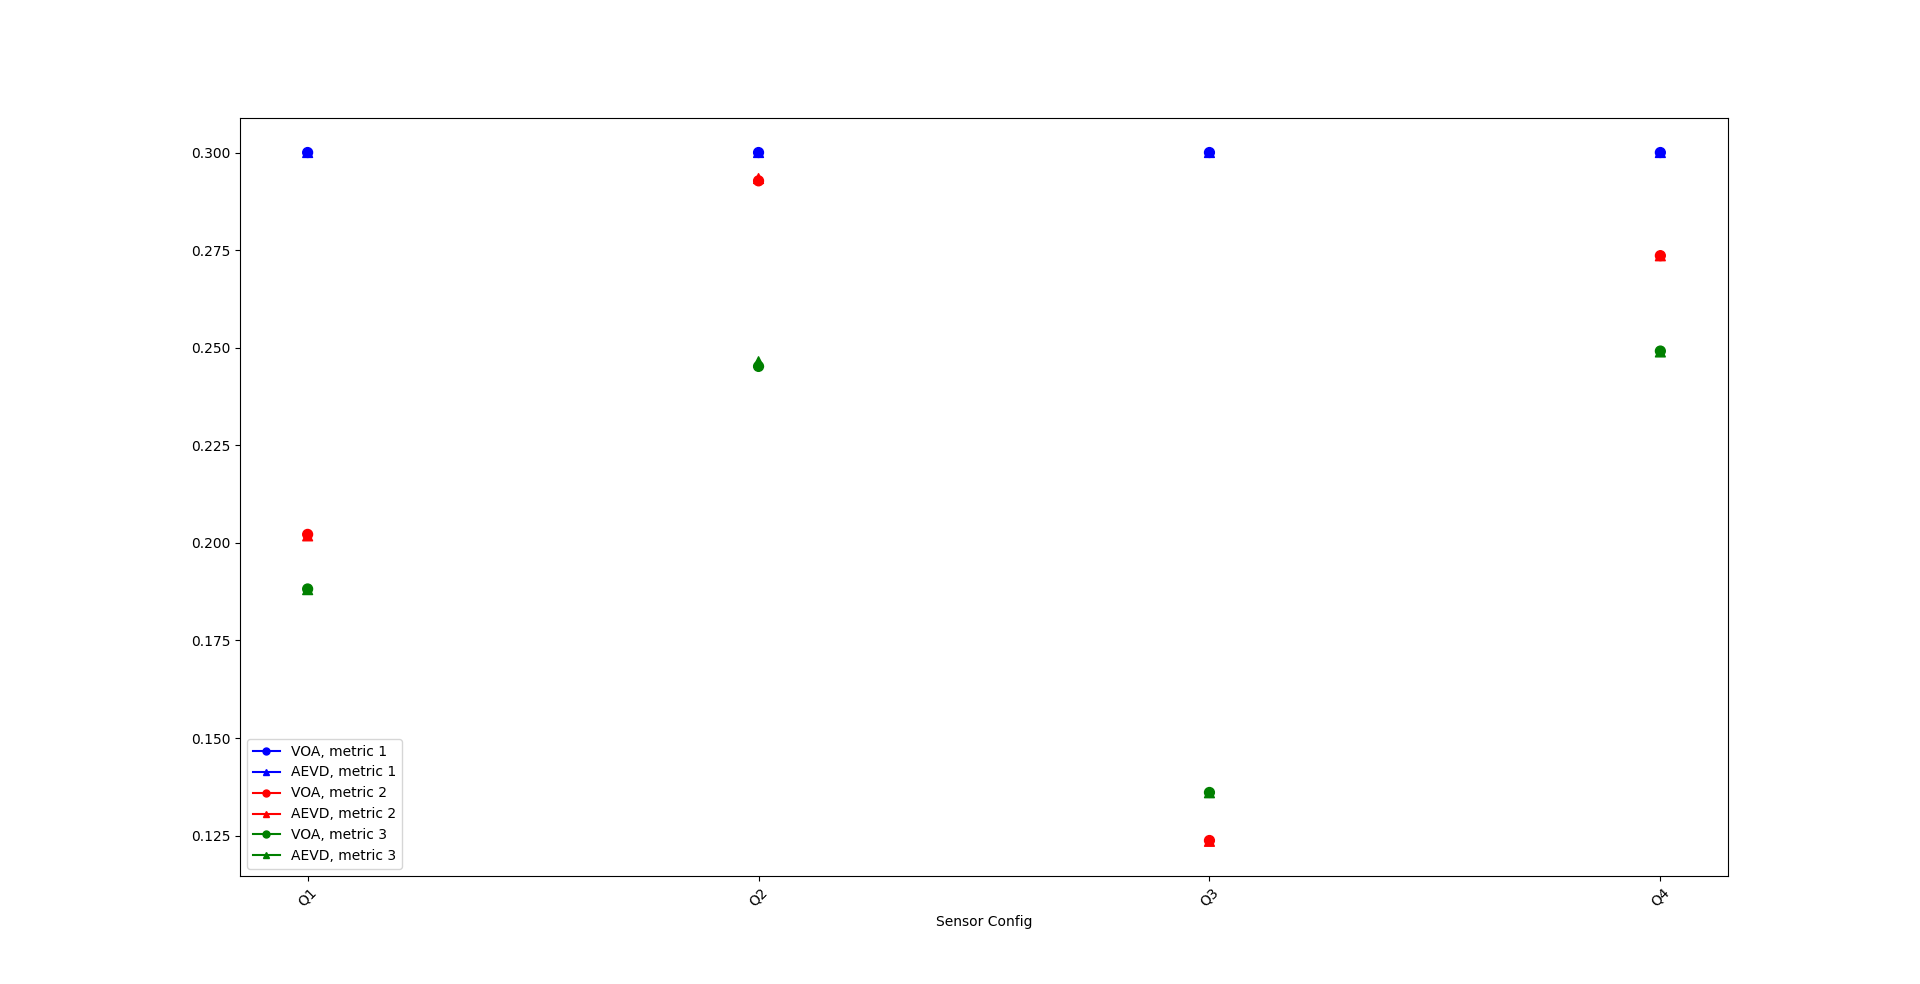 0.300
0.275
0.250
0.225
0.200
0.175
0.150
0.125
VOA, metric 1
AEVD, metric 1
VOA, metric 2
AEVD, metric 2
VOA, metric 3
AEVD, metric 3
Q1
Q2
Q3
Q4
Sensor Config